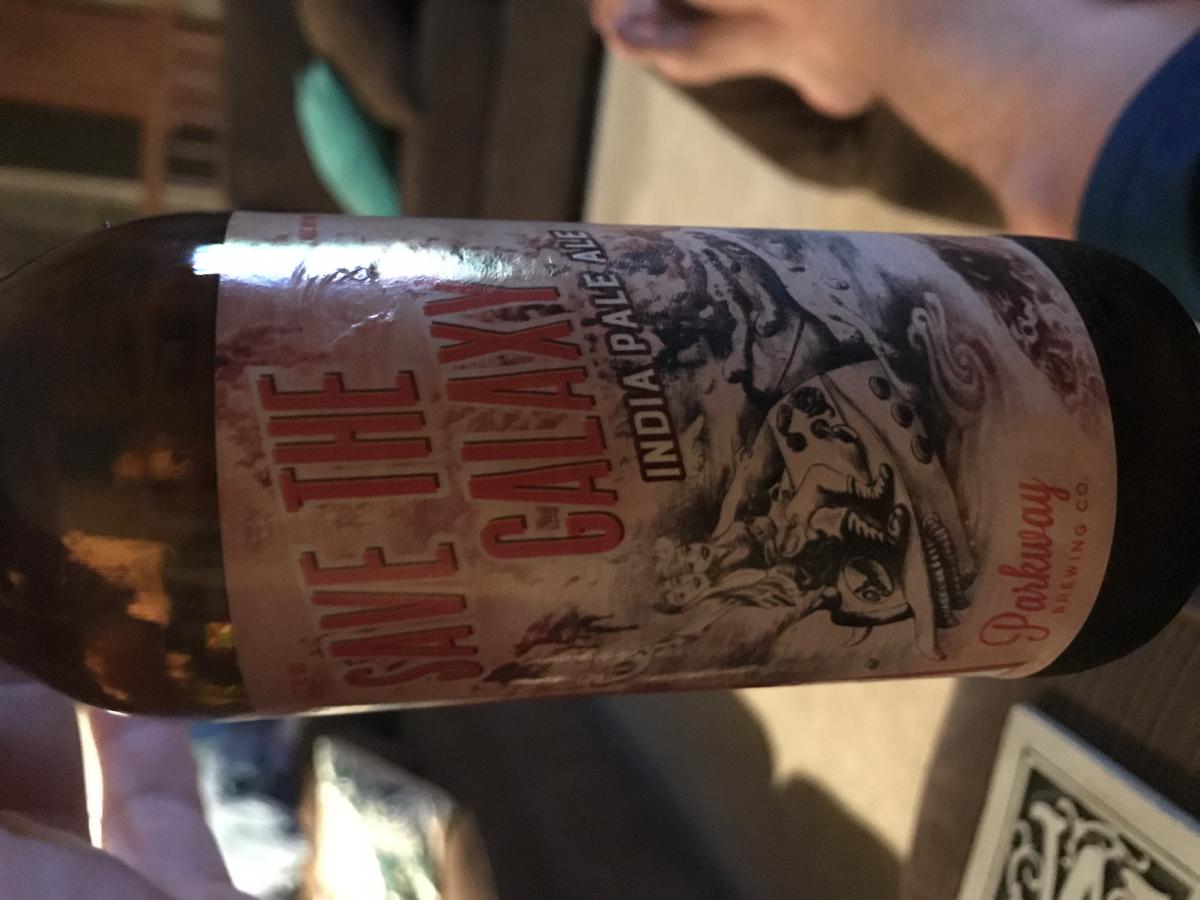 SAVE THE
GALAXY
INDIA PALE ALE
Parkway
BREWING CO.